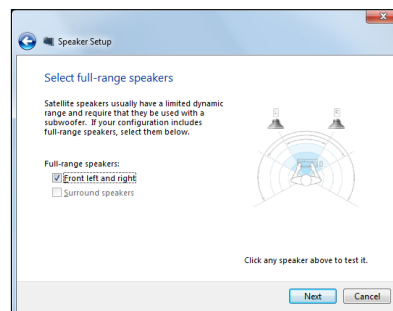 Speaker Setup
Select full-range speakers
Satellite speakers usually have a limited dynamic
range and require that they be used with a
subwoofer. If your configuration includes
full-range speakers, select them below.
L R
Full-range speakers:
Front left and right
Surround speakers
Click any speaker above to test it.
Next Cancel